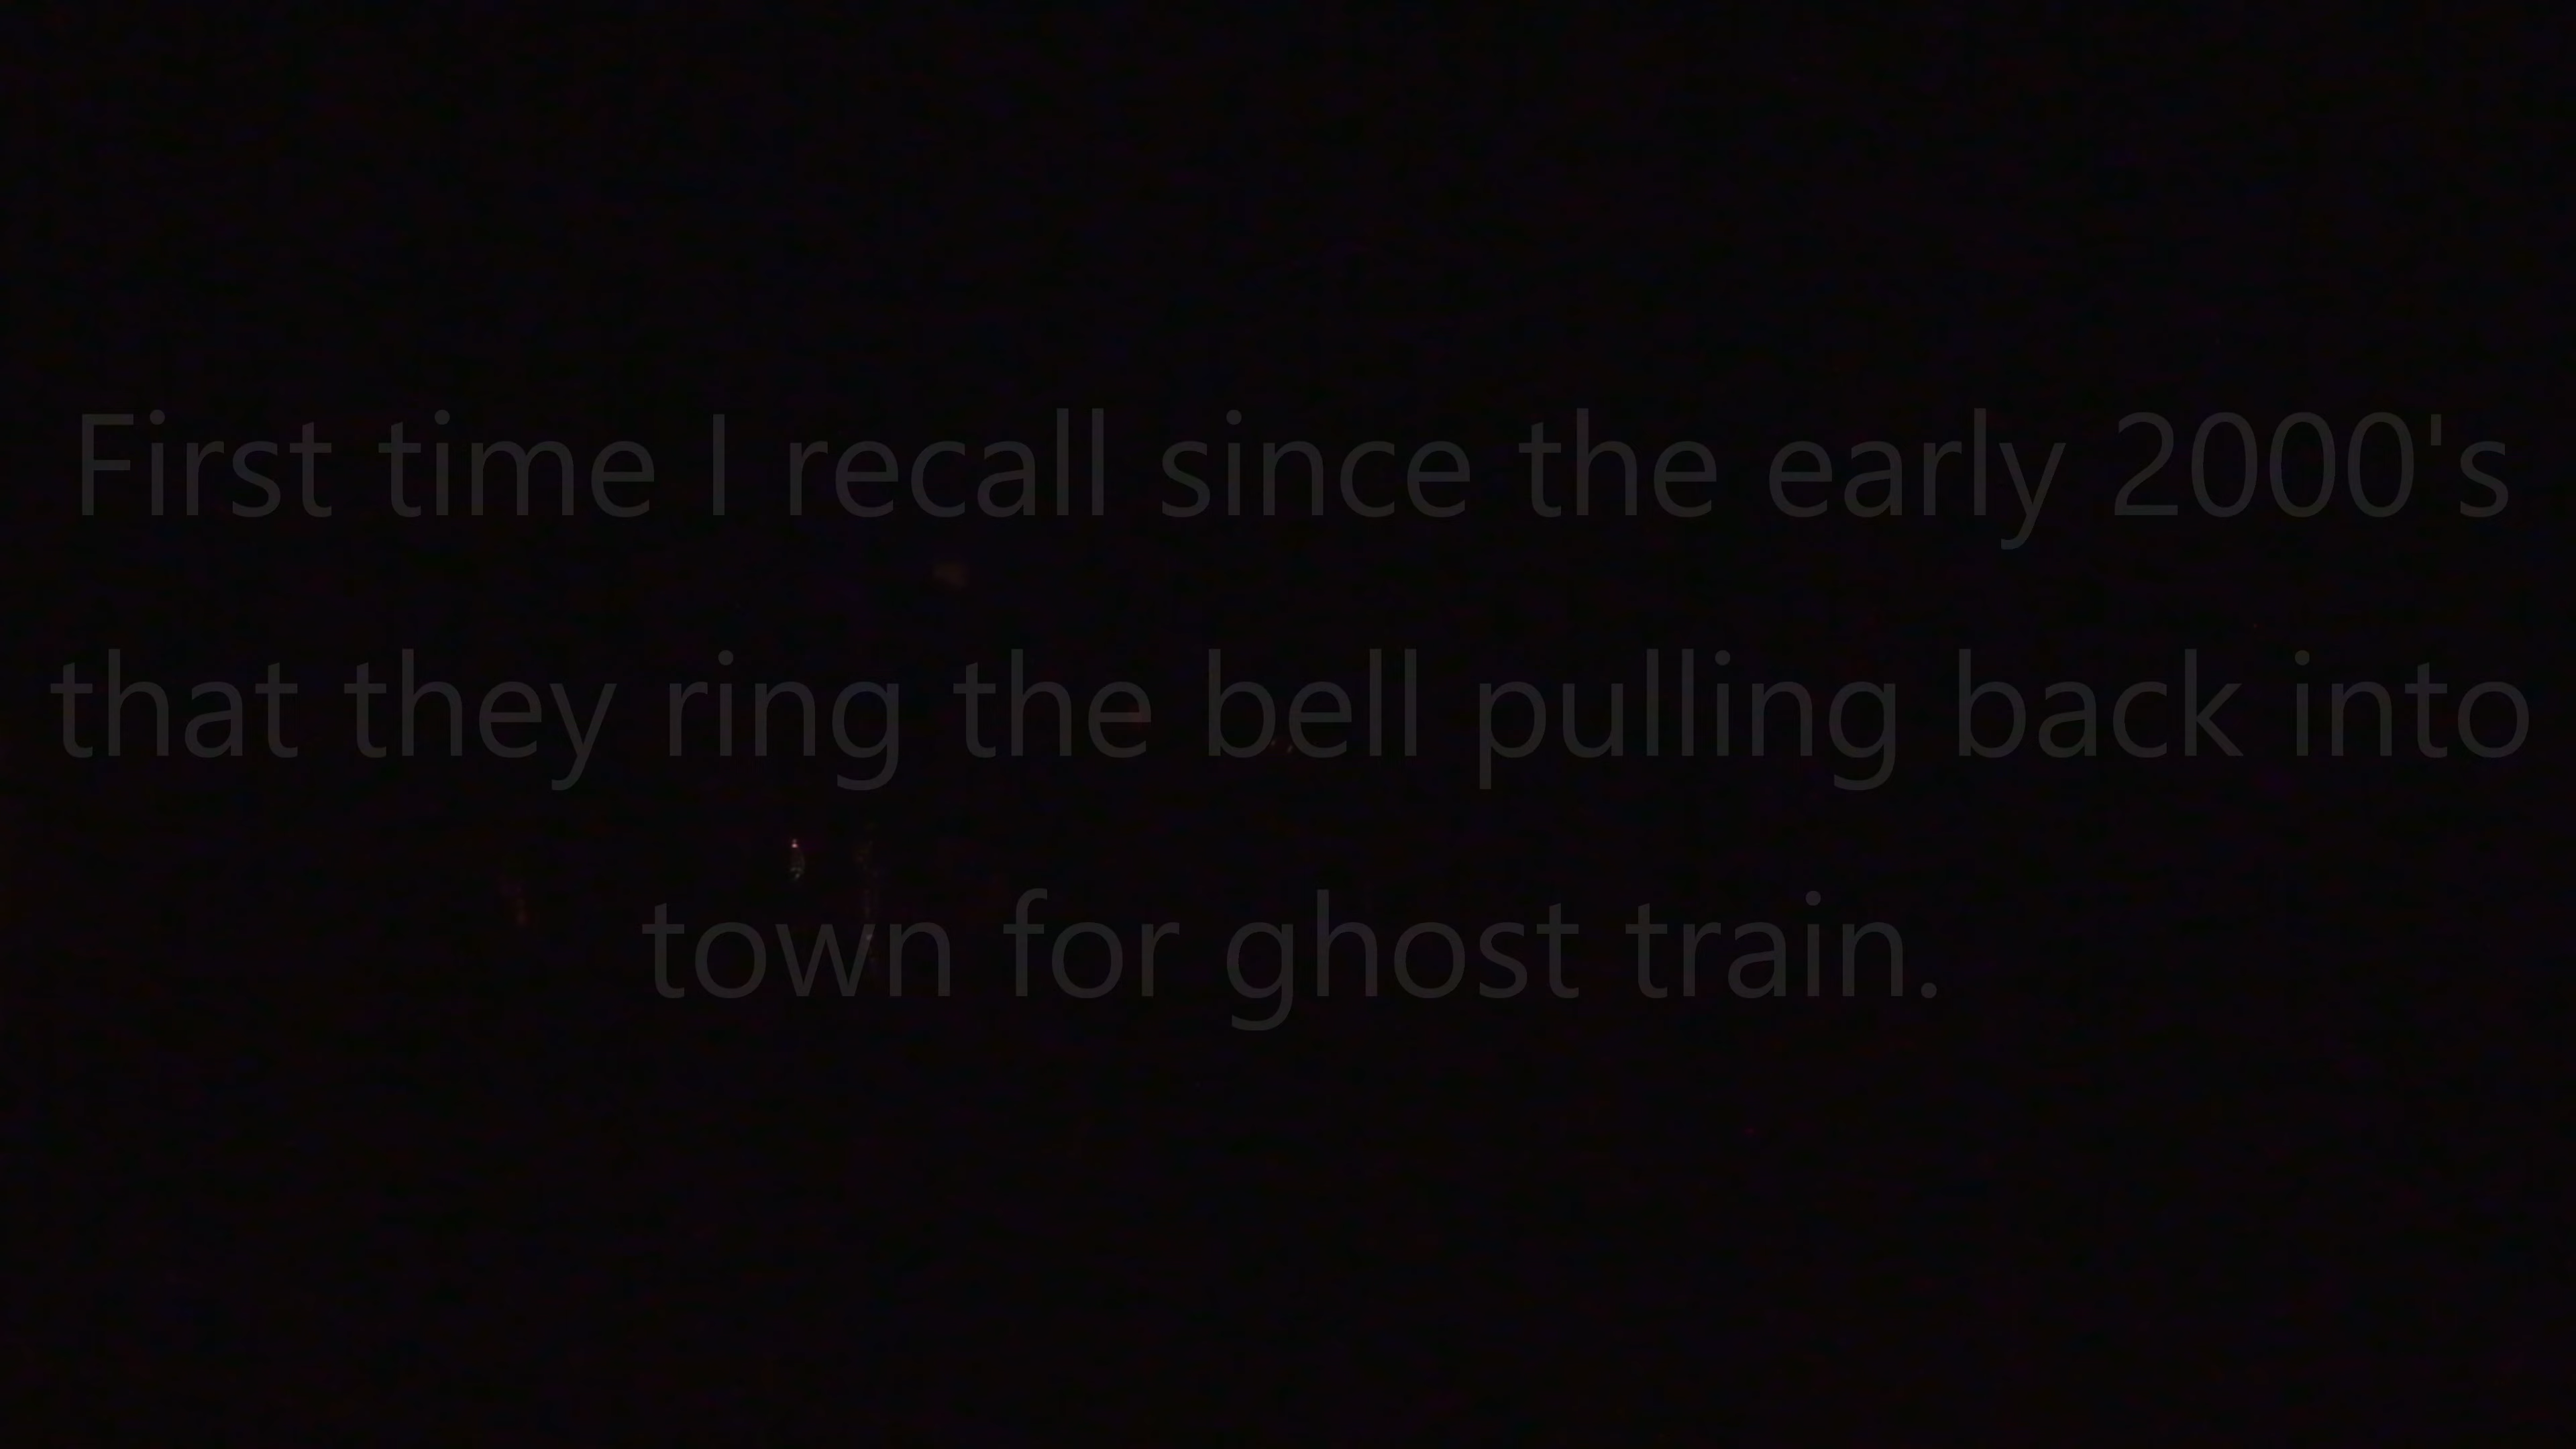 First time I recall since the early 2000's
that they ring the bell pulling back into
town for ghost train.